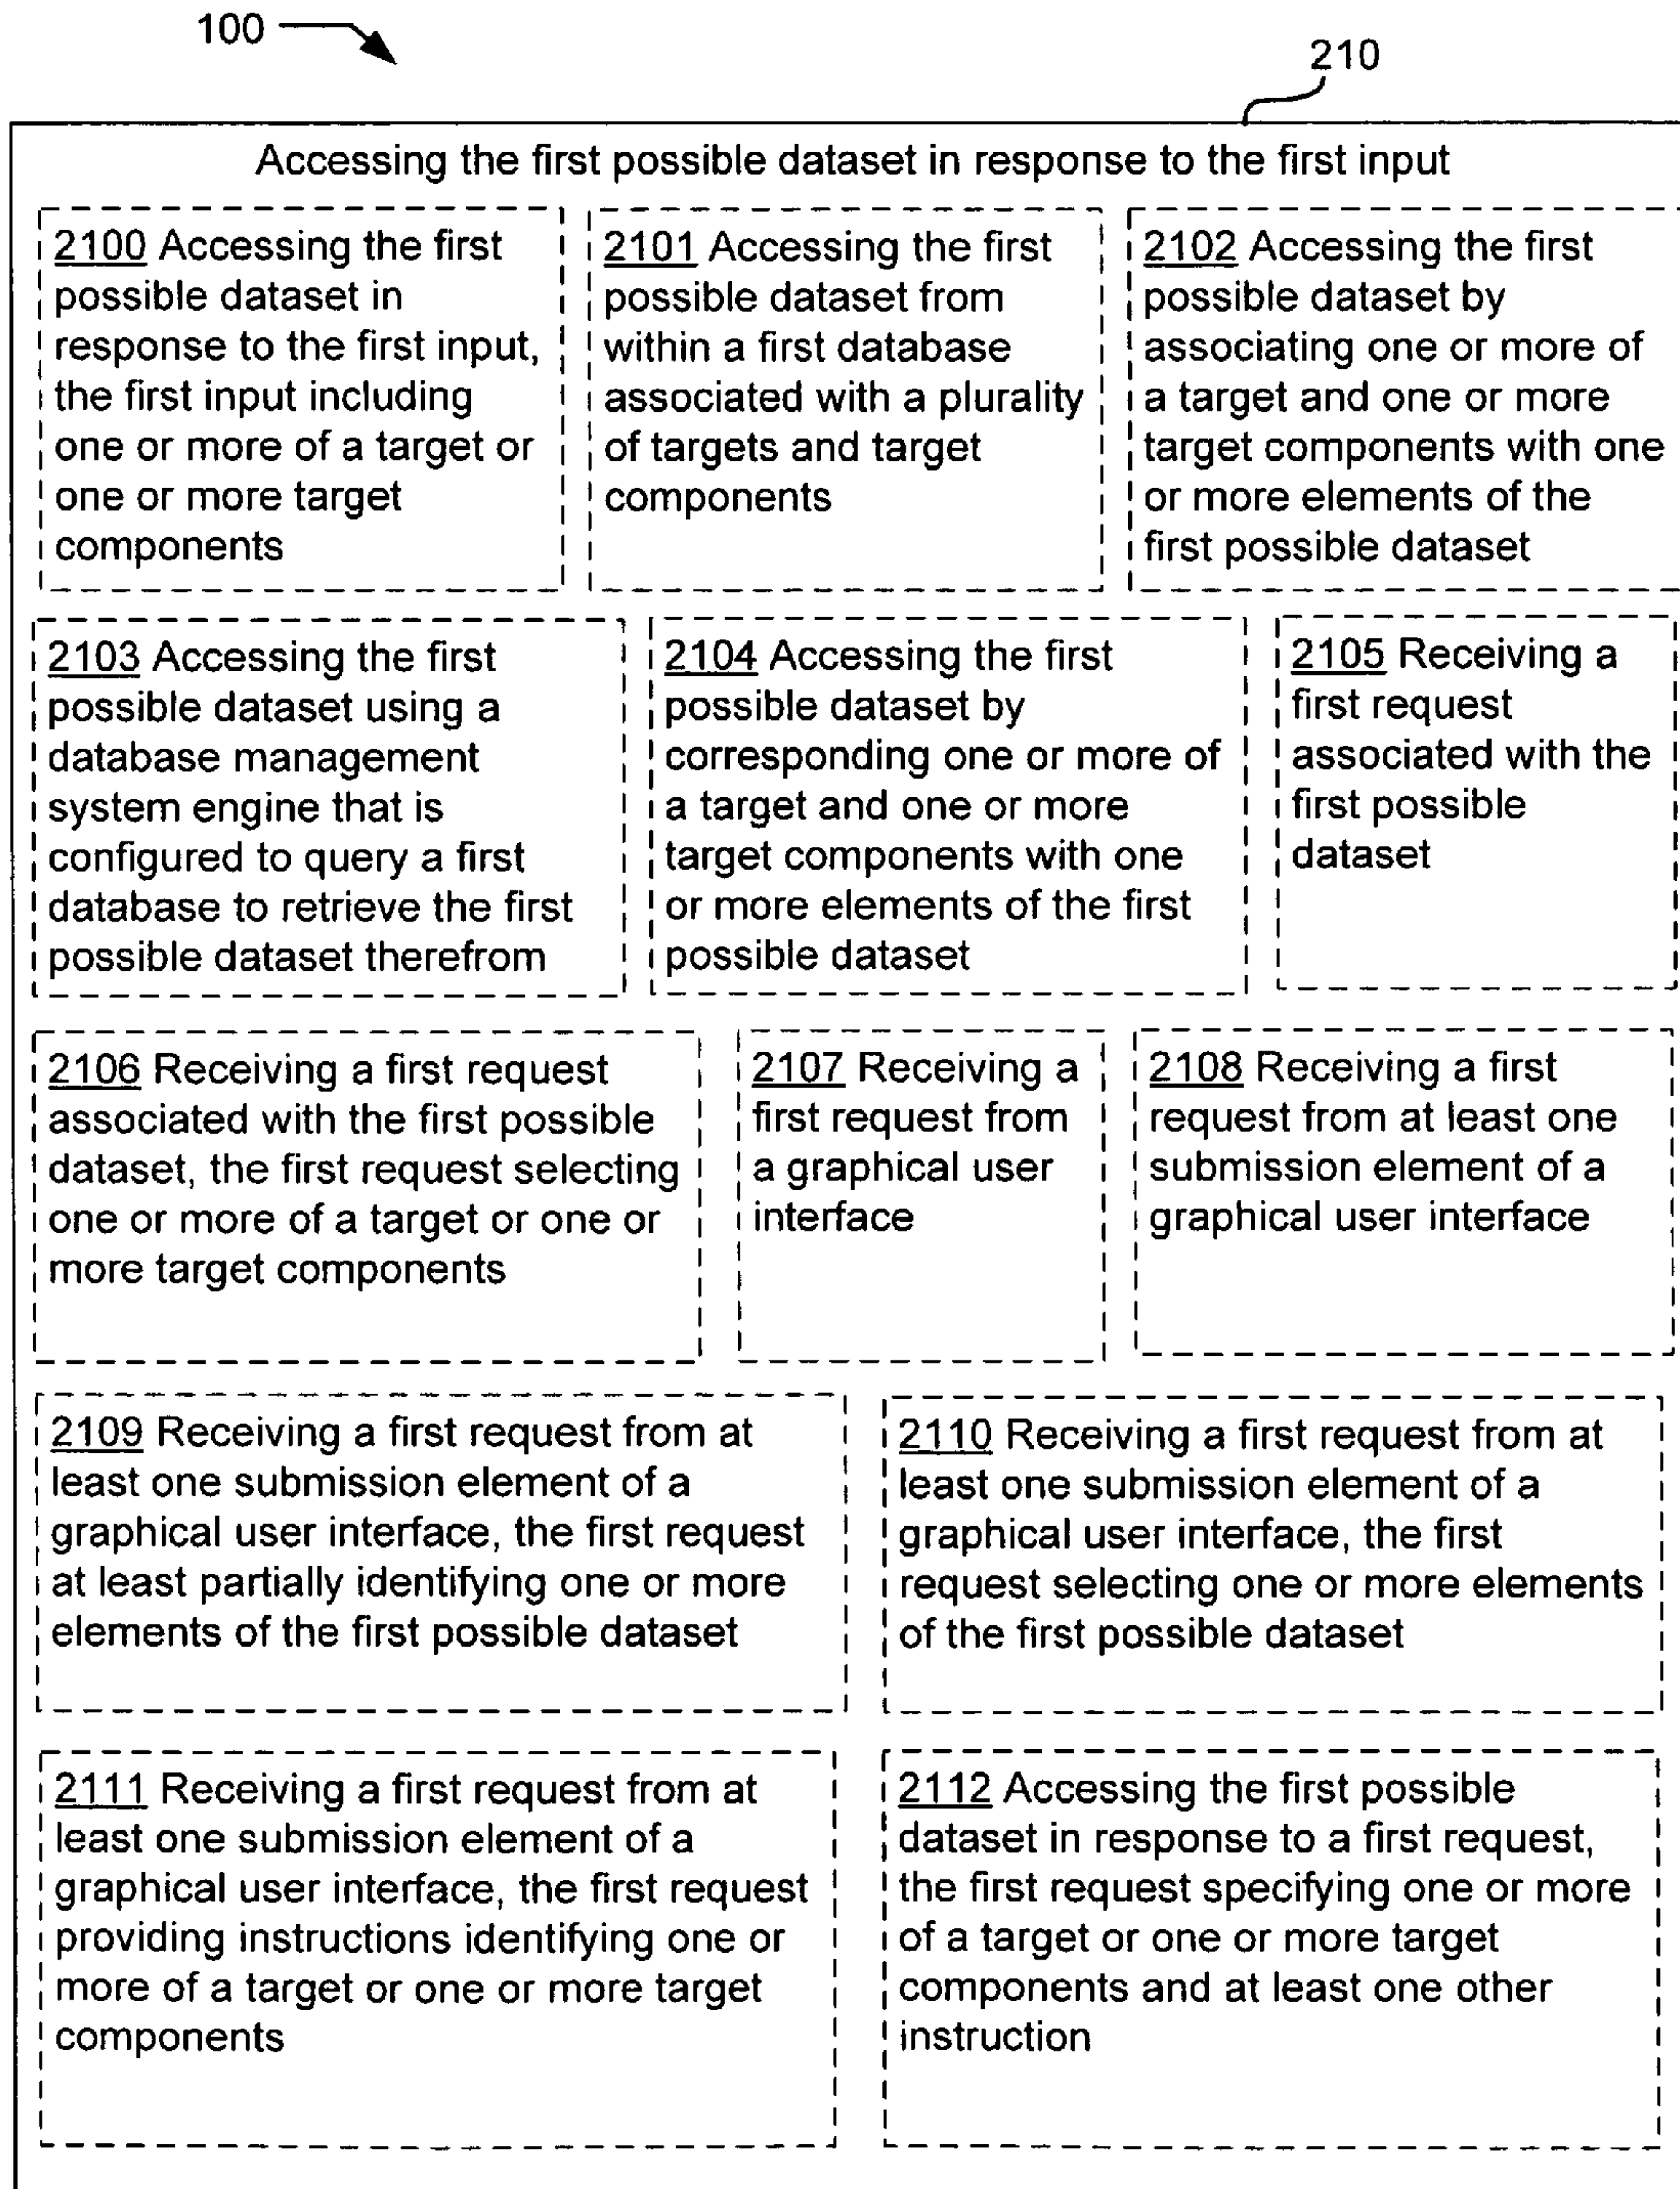 100
210
Accessing the first possible dataset in response to the first input
2100 Accessing the first
possible dataset in
response to the first input,
the first input including
one or more of a target or
one or more target
components
2101 Accessing the first
possible dataset from
within a first database
associated with a plurality
of targets and target
components
2102 Accessing the first
possible dataset by
associating one or more of
a target and one or more
target components with one
or more elements of the
first possible dataset
2103 Accessing the first
possible dataset using a
database management
system engine that is
configured to query a first
database to retrieve the first
possible dataset therefrom
2104 Accessing the first
possible dataset by
corresponding one or more of
a target and one or more
target components with one
or more elements of the first
possible dataset
2105 Receiving a
first request
associated with the
first possible
dataset
2106 Receiving a first request
associated with the first possible
dataset, the first request selecting
one or more of a target or one or
more target components
2107 Receiving a
first request from
a graphical user
interface
2108 Receiving a first
request from at least one
submission element of a
graphical user interface
2109 Receiving a first request from at
least one submission element of a
graphical user interface, the first request
at least partially identifying one or more
elements of the first possible dataset
2110 Receiving a first request from at
least one submission element of a
graphical user interface, the first
request selecting one or more elements
of the first possible dataset
2111 Receiving a first request from at
least one submission element of a
graphical user interface, the first request
providing instructions identifying one or
more of a target or one or more target
components
2112 Accessing the first possible
dataset in response to a first request,
the first request specifying one or more
of a target or one or more target
components and at least one other
instruction